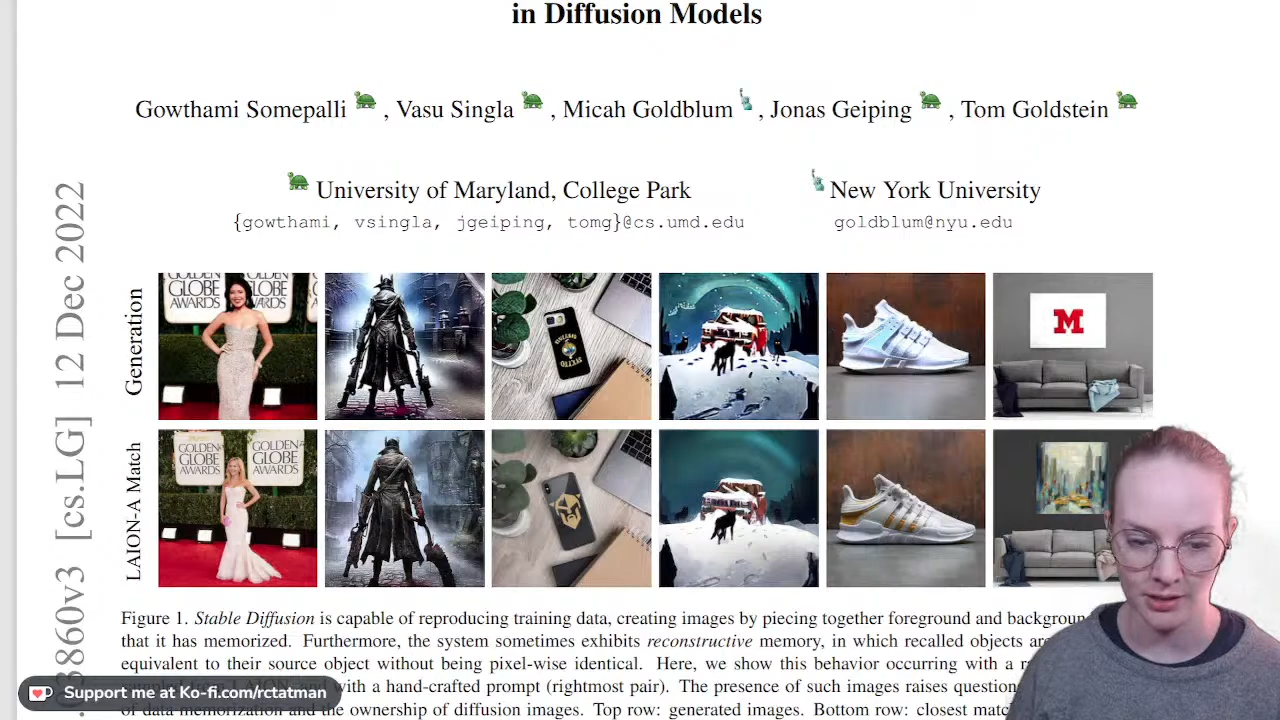 in Diffusion Models
Gowthami Somepalli , Vasu Singla , Micah Goldblum , Jonas Geiping , Tom Goldstein
University of Maryland, College Park New York University
{gowthami, vsingla, jgeiping, tomg}@cs.umd.edu goldblum@nyu.edu
.03860v3 [cs.LG] 12 Dec 2022
Generation
GOLDEN GLOBE AWARDS
GLOBE AWARDS
M
LAION-A Match
GOLDEN GLOBE AWARDS
GOLDEN GLOBE AWARDS
Figure 1. Stable Diffusion is capable of reproducing training data, creating images by piecing together foreground and
that it has memorized. Furthermore, the system sometimes exhibits reconstructive memory, in which recalled objects
equivalent to their source object without being pixel-wise identical. Here, we show this behavior occurring with a
with a hand-crafted prompt (rightmost pair). The presence of such images raises
of data memorization and the ownership of diffusion images. Top row: generated images. Bottom row: closest
Support me at Ko-fi.com/rctatman